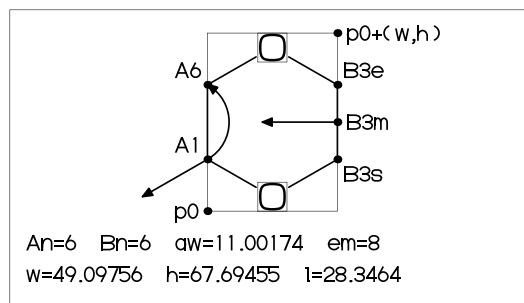 p0+(w,h)
O
A6
B3e
B3m
A1
B3s
O
p0
An=6 Bn=6 aw=11.00174 em=8
w=49.09756 h=67.69455 l=28.3464